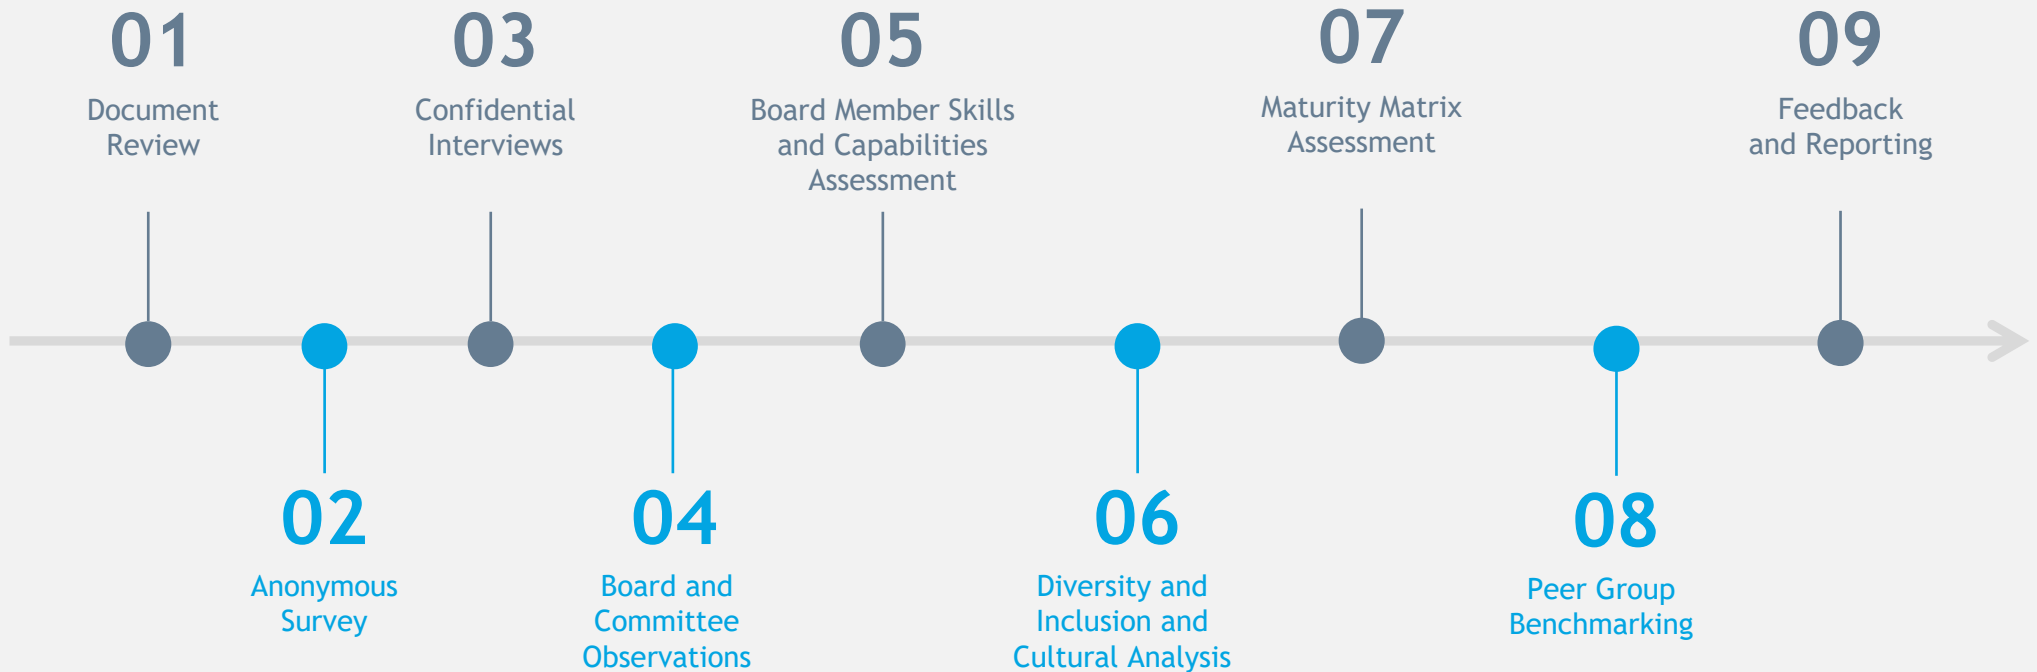 01
Document
Review
03
Confidential
Interviews
05
Board Member Skills
and Capabilities
Assessment
07
Maturity Matrix
Assessment
09
Feedback
and Reporting
02
Anonymous
Survey
04
Board and
Committee
Observations
06
Diversity and
Inclusion and
Cultural Analysis
08
Peer Group
Benchmarking